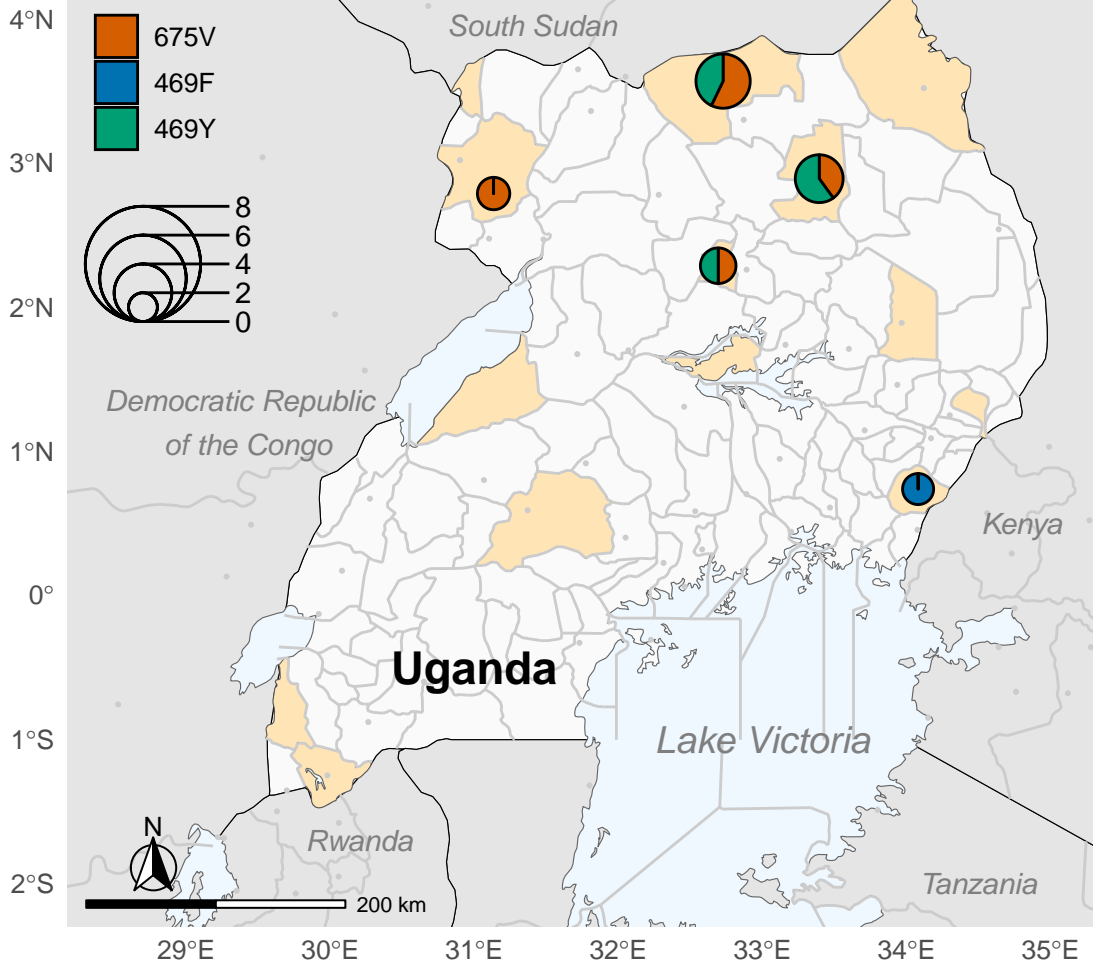 4°N
3°N
2°N
1°N
0°
1°S
2°S
675V
469F
469Y
8
6
4
2
0
South Sudan
Democratic Republic
of the Congo
Kenya
Uganda
Lake Victoria
Rwanda
Tanzania
N
200 km
29°E
30°E
31°E
32°E
33°E
34°E
35°E